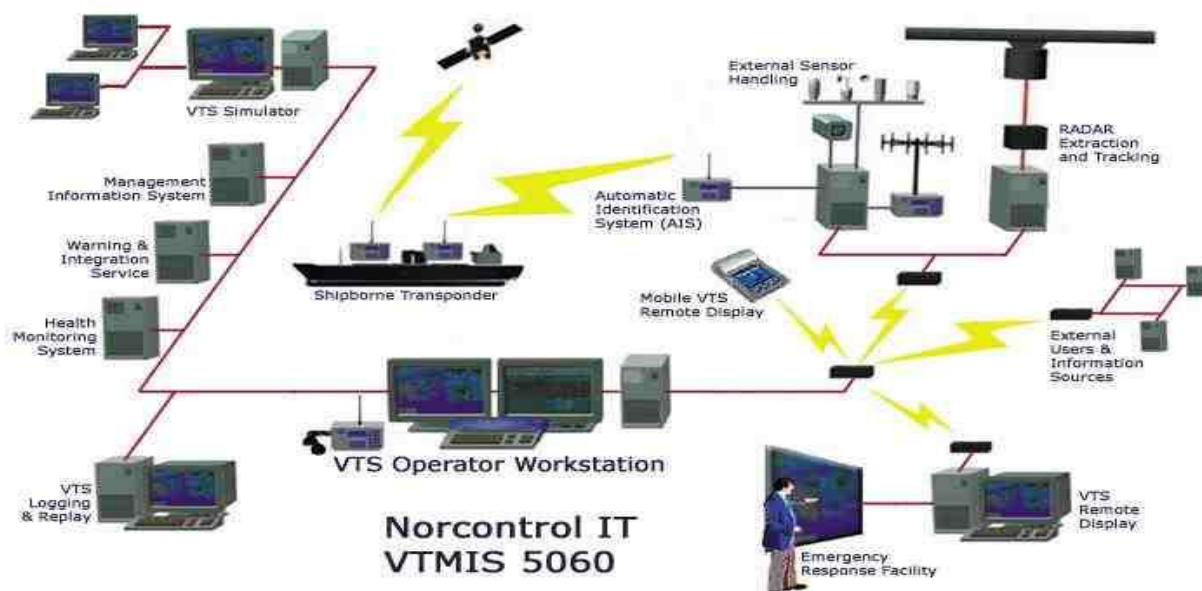 VTS Simulator
External Sensor
Handling
RADAR
Extraction
and Tracking
Management
Information System
Automatic
Identification
System (AIS)
Warning &
Integration
Service
Shipborne Transponder
Mobile VTS
Remote Display
Health
Monitoring
System
External
Users &
Information
Sources
VTS Operator Workstation
VTS
Logging
& Replay
VTS
Remote
Display
Norcontrol IT
VTMIS 5060
Emergency
Response Facility